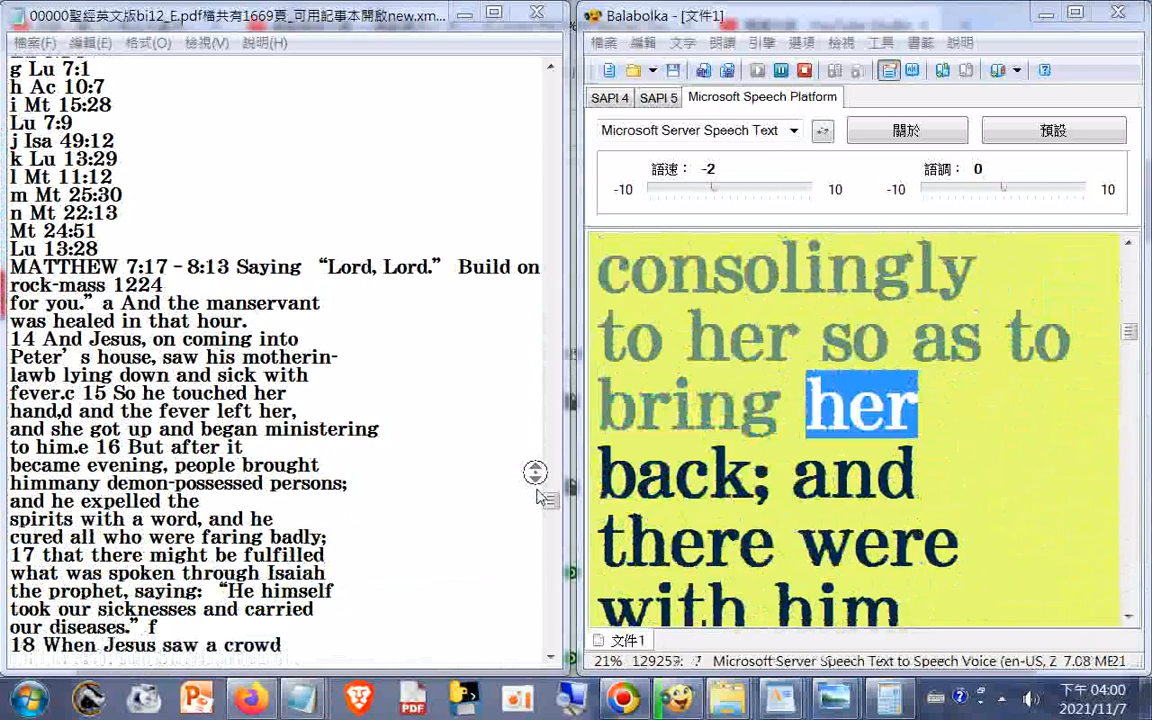 00000聖經英文版bi12_E.pdf檔共有1669頁_可用記事本開啟new.xm...
檔案(F) 編輯(E) 格式(O) 檢視(V) 說明(H)
g Lu 7:1
h Ac 10:7
i Mt 15:28
Lu 7:9
j Isa 49:12
k Lu 13:29
l Mt 11:12
m Mt 25:30
n Mt 22:13
Mt 24:51
Lu 13:28
MATTHEW 7:17–8:13 Saying “Lord, Lord.” Build on
rock-mass 1224
for you.” a And the manservant
was healed in that hour.
14 And Jesus, on coming into
Peter’s house, saw his motherin-
lawb lying down and sick with
fever.c 15 So he touched her
hand,d and the fever left her,
and she got up and began ministering
to him.e 16 But after it
became evening, people brought
himmany demon-possessed persons;
and he expelled the
spirits with a word, and he
cured all who were faring badly;
17 that there might be fulfilled
what was spoken through Isaiah
the prophet, saying: “He himself
took our sicknesses and carried
our diseases.” f
18 When Jesus saw a crowd
Balabolka - [文件1]
檔案 編輯 文字 朗讀 引擎 選項 檢視 工具 書籤 說明
SAPI 4 SAPI 5 Microsoft Speech Platform
Microsoft Server Speech Text 關於 預設
語速： -2 語調： 0
-10 10 -10 10
consolingly
to her so as to
bring her
back; and
there were
with him
文件1
21% Microsoft Server Speech Text to Speech Voice (en-US, Z
下午 04:00
2021/11/7